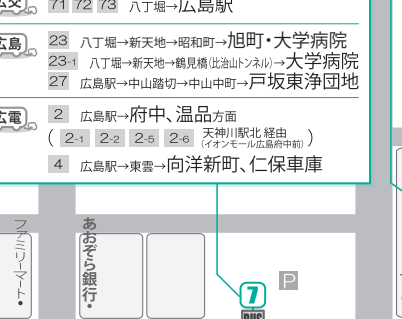 広交 71 72 73 八丁堀→広島駅
広島 23 八丁堀→新天地→昭和町→旭町・大学病院
23-1 八丁堀→新天地→鶴見橋(比治山トンネル)→大学病院
27 広島駅→中山踏切→中山中町→戸坂東浄団地
広電 2 広島駅→府中、温品方面
( 2-1 2-2 2-5 2-6 天神川駅北 経由 )
(イオンモール広島府中前)
4 広島駅→東雲→向洋新町、仁保車庫
ファミリーマート•
あおぞら銀行•
7
BUS
P